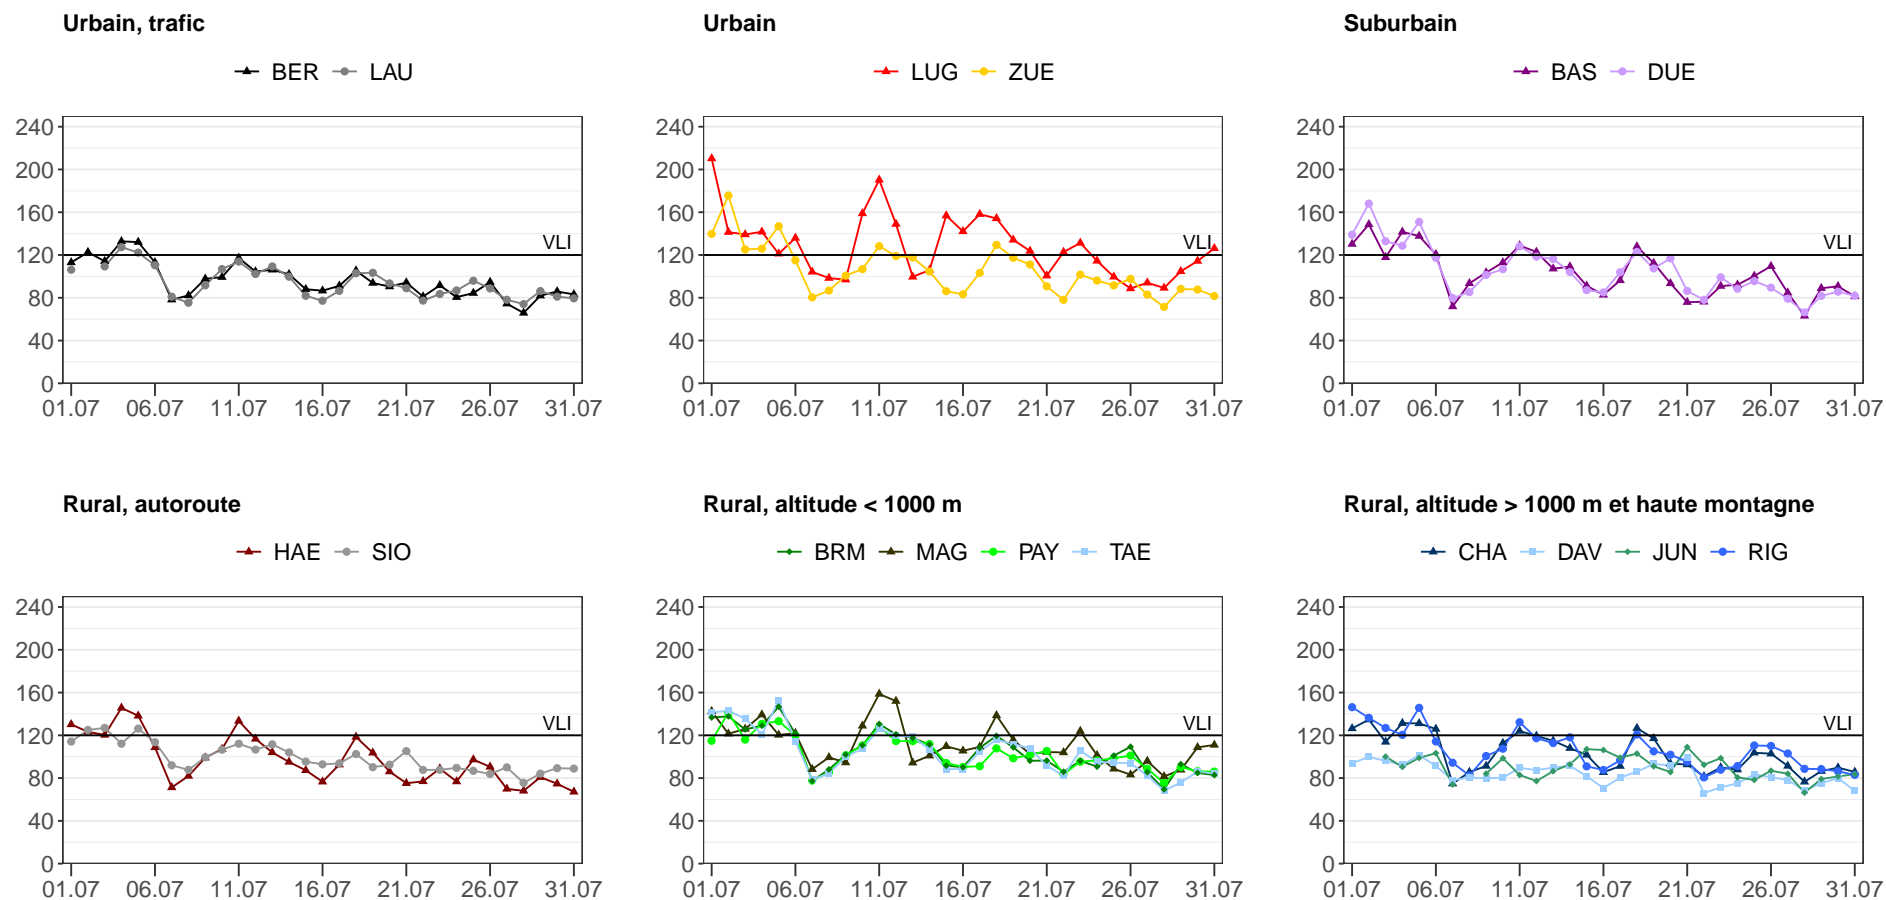 Urbain, trafic
BER LAU
240
200
160
120
80
40
0
VLI
01.07 06.07 11.07 16.07 21.07 26.07 31.07
Urbain
LUG ZUE
240
200
160
120
80
40
0
VLI
01.07 06.07 11.07 16.07 21.07 26.07 31.07
Suburbain
BAS DUE
240
200
160
120
80
40
0
VLI
01.07 06.07 11.07 16.07 21.07 26.07 31.07
Rural, autoroute
HAE SIO
240
200
160
120
80
40
0
VLI
01.07 06.07 11.07 16.07 21.07 26.07 31.07
Rural, altitude < 1000 m
BRM MAG PAY TAE
240
200
160
120
80
40
0
VLI
01.07 06.07 11.07 16.07 21.07 26.07 31.07
Rural, altitude > 1000 m et haute montagne
CHA DAV JUN RIG
240
200
160
120
80
40
0
VLI
01.07 06.07 11.07 16.07 21.07 26.07 31.07